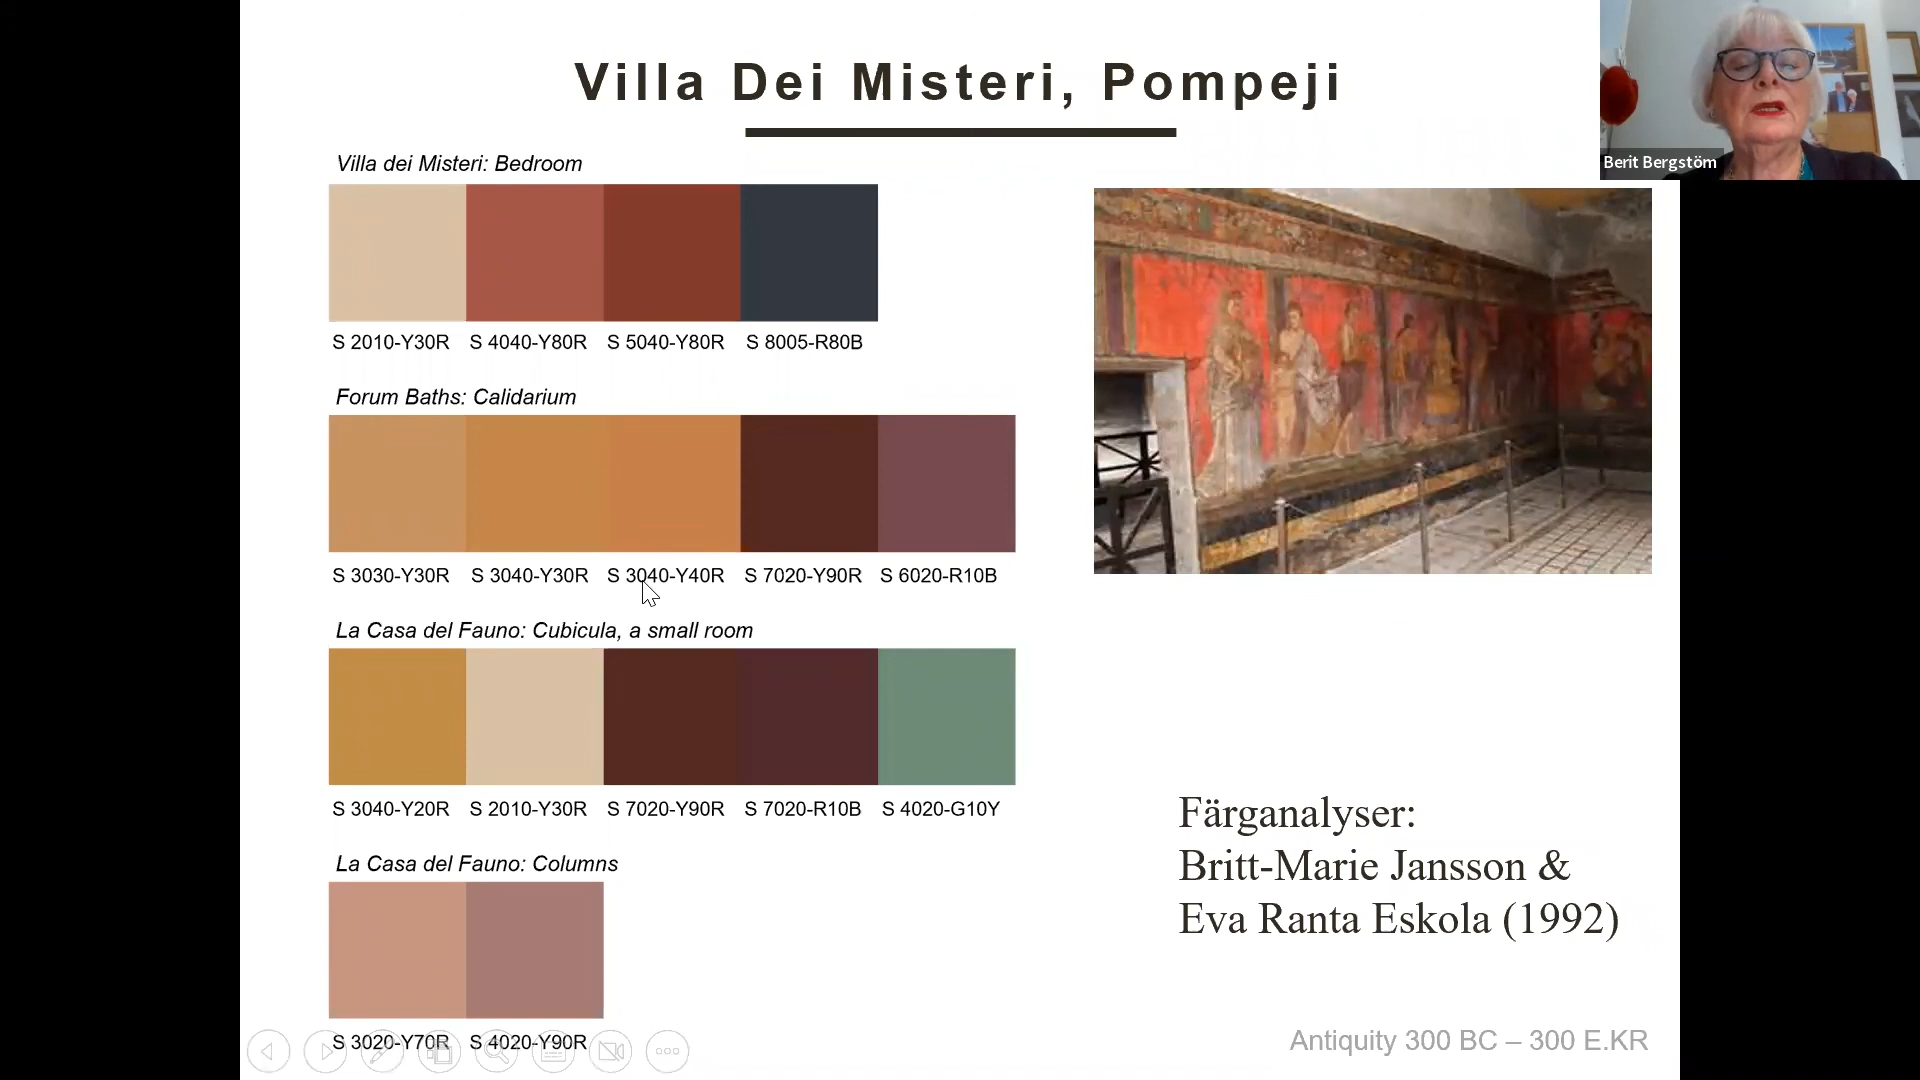 Villa Dei Misteri, Pompeji
Berit Bergstöm
Villa dei Misteri: Bedroom
S 2010-Y30R S 4040-Y80R S 5040-Y80R S 8005-R80B
Forum Baths: Calidarium
S 3030-Y30R S 3040-Y30R S 3040-Y40R S 7020-Y90R S 6020-R10B
La Casa del Fauno: Cubicula, a small room
S 3040-Y20R S 2010-Y30R S 7020-Y90R S 7020-R10B S 4020-G10Y
La Casa del Fauno: Columns
S 3020-Y70R S 4020-Y90R
Färganalyser:
Britt-Marie Jansson &
Eva Ranta Eskola (1992)
Antiquity 300 BC – 300 E.KR